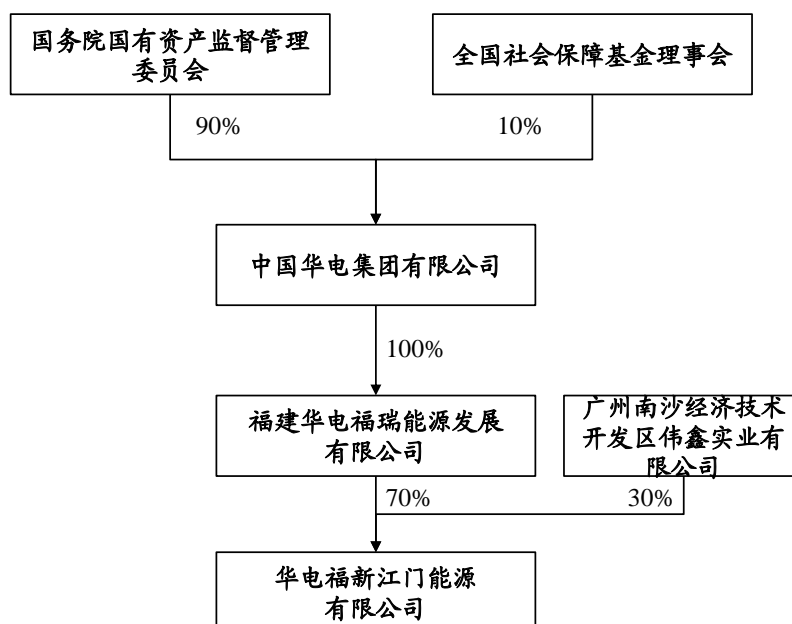 国务院国有资产监督管理
委员会
全国社会保障基金理事会
90%
10%
中国华电集团有限公司
100%
福建华电福瑞能源发展
有限公司
广州南沙经济技术
开发区伟鑫实业有
限公司
70%
30%
华电福新江门能源
有限公司